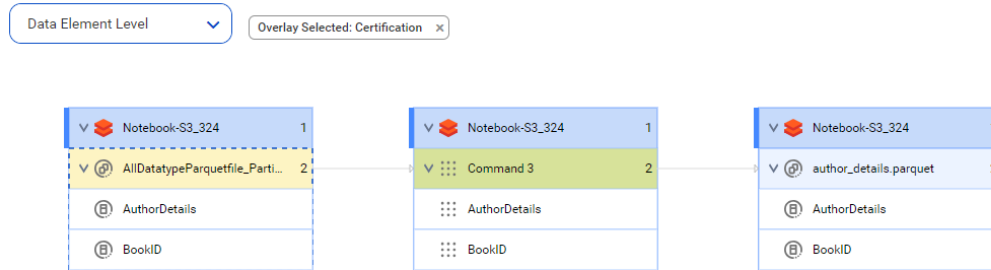 Data Element Level
Overlay Selected: Certification ×
Notebook-S3_324 1
AllDatatypeParquetfile_Parti... 2
AuthorDetails
BookID
Notebook-S3_324 1
Command 3 2
AuthorDetails
BookID
Notebook-S3_324
author_details.parquet
AuthorDetails
BookID